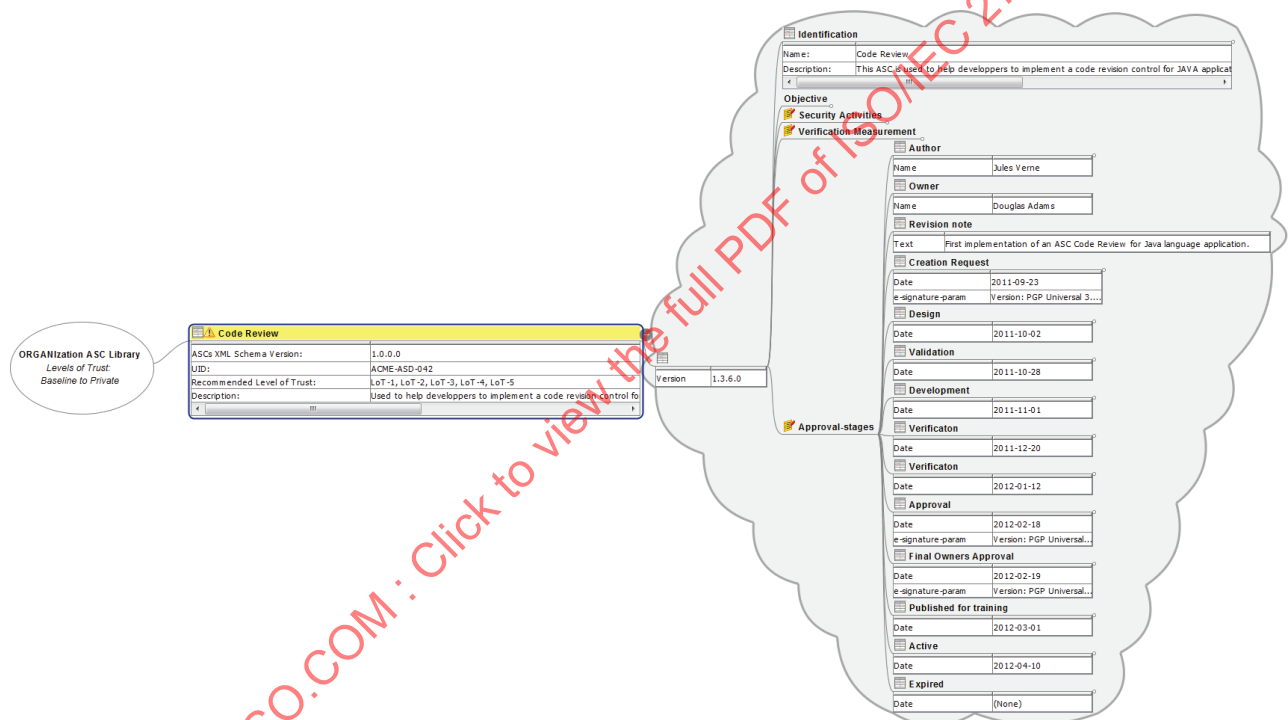 ORGANIzation ASC Library
Levels of Trust:
Baseline to Private
Code Review
ASCs XML Schema Version: 1.0.0.0
UID: ACME-ASD-042
Recommended Level of Trust: LoT-1, LoT-2, LoT-3, LoT-4, LoT-5
Description: Used to help developpers to implement a code revision control fo
Version 1.3.6.0
Identification
Name: Code Review
Description: This ASC is used to help developpers to implement a code revision control for JAVA applicat
Objective
Security Activities
Verification Measurement
Approval-stages
Author
Name Jules Verne
Owner
Name Douglas Adams
Revision note
Text First implementation of an ASC Code Review for Java language application.
Creation Request
Date 2011-09-23
e-signature-param Version: PGP Universal 3....
Design
Date 2011-10-02
Validation
Date 2011-10-28
Development
Date 2011-11-01
Verificaton
Date 2011-12-20
Verificaton
Date 2012-01-12
Approval
Date 2012-02-18
e-signature-param Version: PGP Universal...
Final Owners Approval
Date 2012-02-19
e-signature-param Version: PGP Universal...
Published for training
Date 2012-03-01
Active
Date 2012-04-10
Expired
Date (None)
O.COM : Click to view the full PDF of ISO/IEC 2